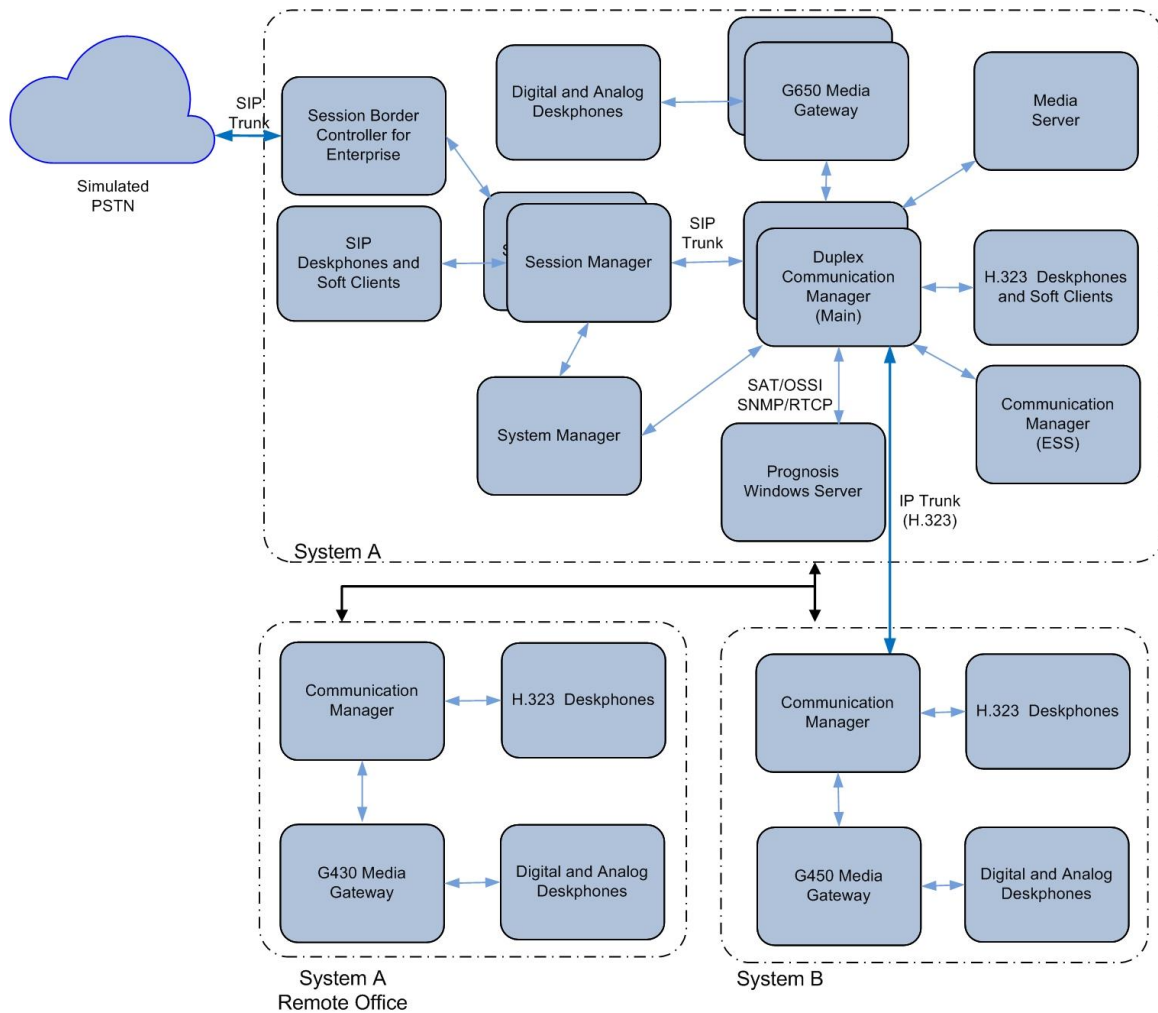 SIP
Trunk
Simulated
PSTN
Session Border
Controller for
Enterprise
Digital and Analog
Deskphones
G650 Media
Gateway
Media
Server
SIP
Deskphones and
Soft Clients
S
Session Manager
SIP
Trunk
Duplex
Communication
Manager
(Main)
H.323 Deskphones
and Soft Clients
System Manager
SAT/OSSI
SNMP/RTCP
Prognosis
Windows Server
Communication
Manager
(ESS)
IP Trunk
(H.323)
System A
Communication
Manager
H.323 Deskphones
G430 Media
Gateway
Digital and Analog
Deskphones
System A
Remote Office
Communication
Manager
H.323 Deskphones
G450 Media
Gateway
Digital and Analog
Deskphones
System B